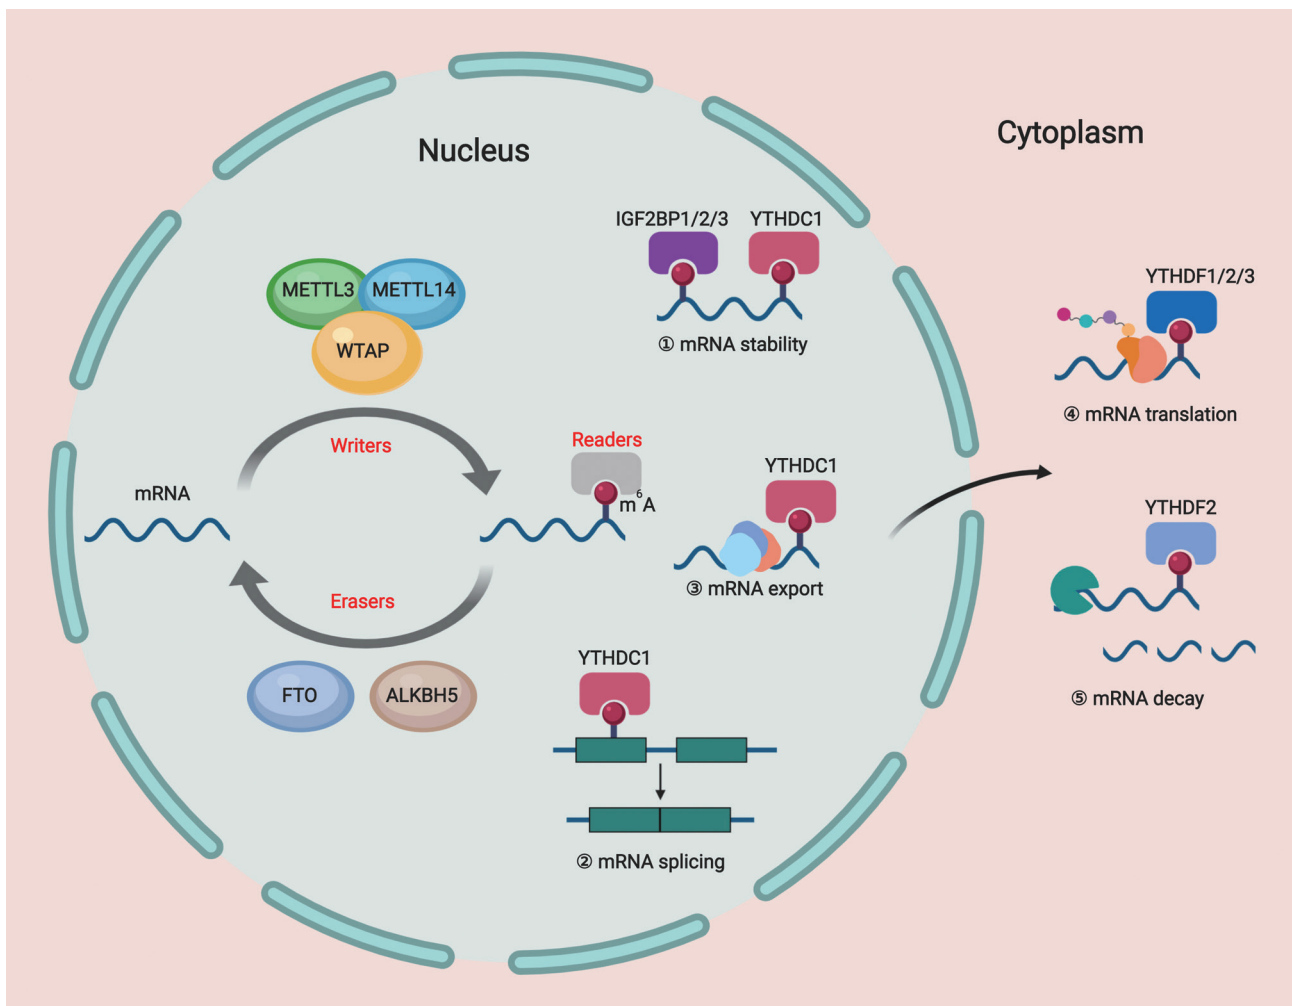 Nucleus
Cytoplasm
IGF2BP1/2/3 YTHDC1
① mRNA stability
METTL3 METTL14
WTAP
Writers
mRNA
Readers
m⁶A
Erasers
FTO ALKBH5
YTHDC1
③ mRNA export
YTHDC1
② mRNA splicing
YTHDF1/2/3
④ mRNA translation
YTHDF2
⑤ mRNA decay